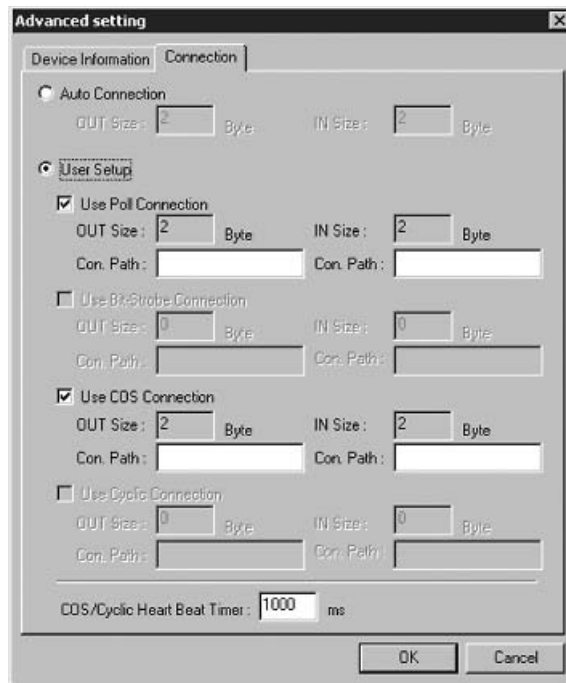 Advanced setting
Device Information Connection
Auto Connection
OUT Size : 2 Byte IN Size : 2 Byte
User Setup
Use Poll Connection
OUT Size : 2 Byte IN Size : 2 Byte
Con. Path : Con. Path :
Use Bit-Strobe Connection
OUT Size : 0 Byte IN Size : 0 Byte
Con. Path : Con. Path :
Use COS Connection
OUT Size : 2 Byte IN Size : 2 Byte
Con. Path : Con. Path :
Use Cyclic Connection
OUT Size : 0 Byte IN Size : 0 Byte
Con. Path : Con. Path :
COS/Cyclic Heart Beat Timer : 1000 ms
OK Cancel